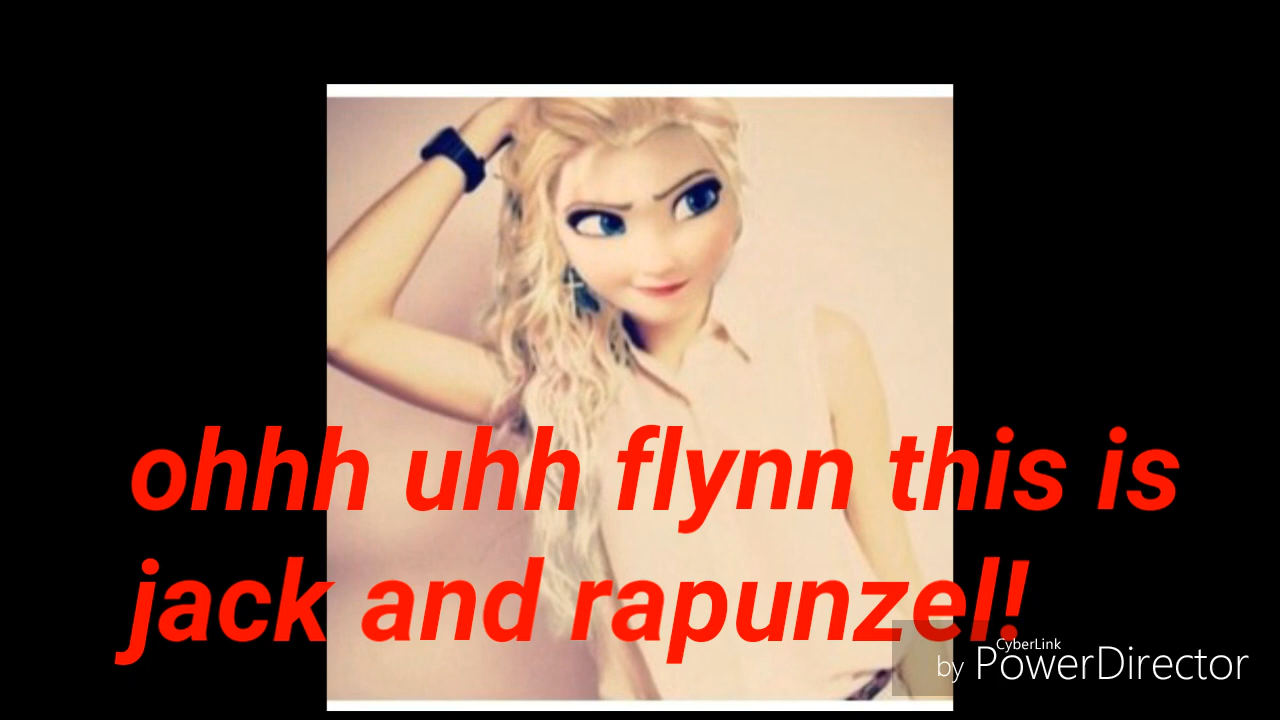 ohhh uhh flynn this is
jack and rapunzel!
CyberLink
by PowerDirector